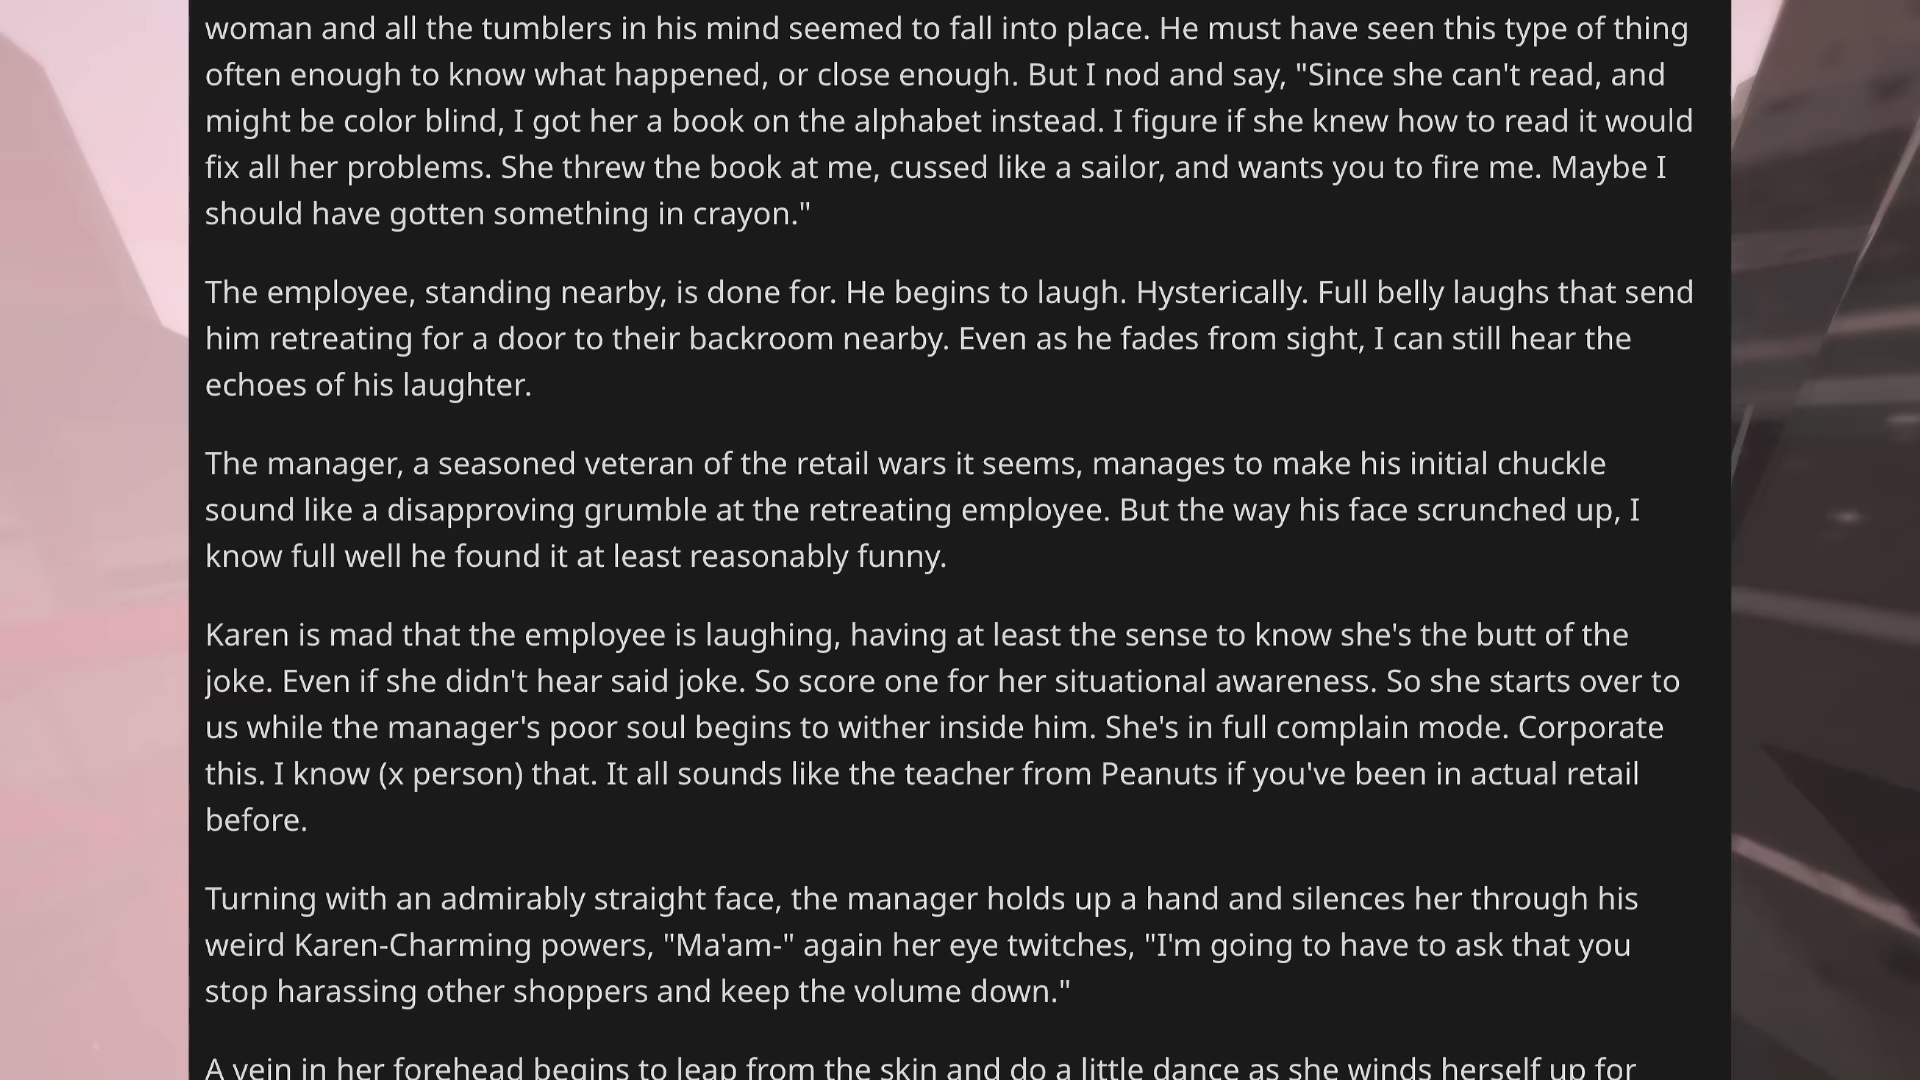 woman and all the tumblers in his mind seemed to fall into place. He must have seen this type of thing
often enough to know what happened, or close enough. But I nod and say, "Since she can't read, and
might be color blind, I got her a book on the alphabet instead. I figure if she knew how to read it would
fix all her problems. She threw the book at me, cussed like a sailor, and wants you to fire me. Maybe I
should have gotten something in crayon."
The employee, standing nearby, is done for. He begins to laugh. Hysterically. Full belly laughs that send
him retreating for a door to their backroom nearby. Even as he fades from sight, I can still hear the
echoes of his laughter.
The manager, a seasoned veteran of the retail wars it seems, manages to make his initial chuckle
sound like a disapproving grumble at the retreating employee. But the way his face scrunched up, I
know full well he found it at least reasonably funny.
Karen is mad that the employee is laughing, having at least the sense to know she's the butt of the
joke. Even if she didn't hear said joke. So score one for her situational awareness. So she starts over to
us while the manager's poor soul begins to wither inside him. She's in full complain mode. Corporate
this. I know (x person) that. It all sounds like the teacher from Peanuts if you've been in actual retail
before.
Turning with an admirably straight face, the manager holds up a hand and silences her through his
weird Karen-Charming powers, "Ma'am-" again her eye twitches, "I'm going to have to ask that you
stop harassing other shoppers and keep the volume down."
A vein in her forehead begins to leap from the skin and do a little dance as she winds herself up for